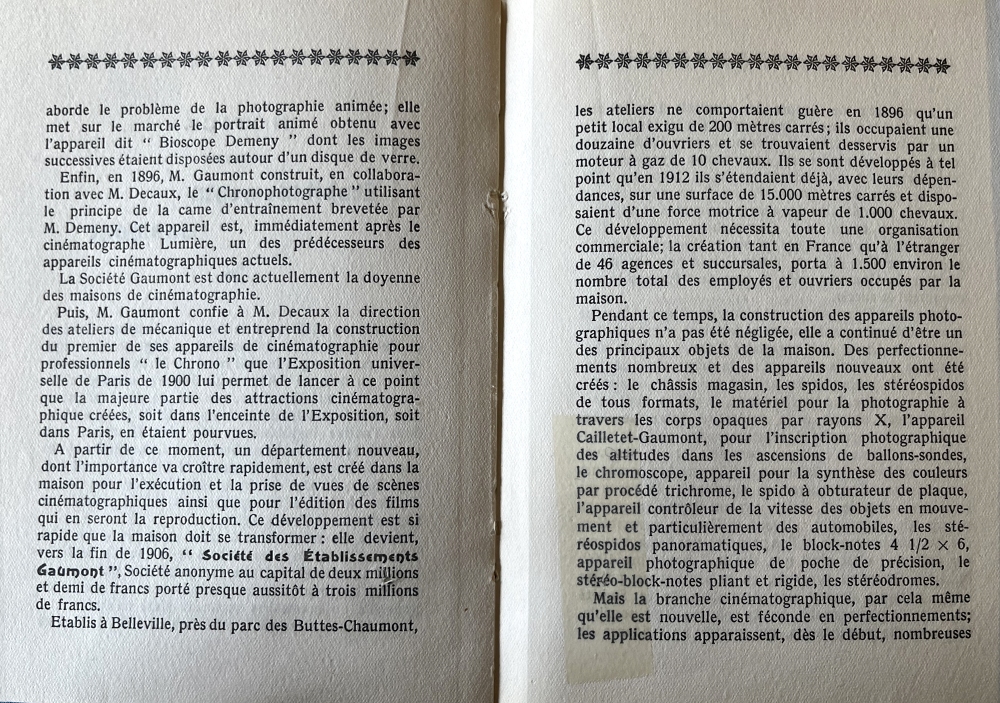 aborde le problème de la photographie animée; elle
met sur le marché le portrait animé obtenu avec
l'appareil dit “ Bioscope Demeny ” dont les images
successives étaient disposées autour d'un disque de verre.
Enfin, en 1896, M. Gaumont construit, en collabora-
tion avec M. Decaux, le “ Chronophotographe ” utilisant
le principe de la came d'entraînement brevetée par
M. Demeny. Cet appareil est, immédiatement après le
cinématographe Lumière, un des prédécesseurs des
appareils cinématographiques actuels.
La Société Gaumont est donc actuellement la doyenne
des maisons de cinématographie.
Puis, M. Gaumont confie à M. Decaux la direction
des ateliers de mécanique et entreprend la construction
du premier de ses appareils de cinématographie pour
professionnels “ le Chrono ” que l'Exposition univer-
selle de Paris de 1900 lui permet de lancer à ce point
que la majeure partie des attractions cinématogra-
phique créées, soit dans l'enceinte de l'Exposition, soit
dans Paris, en étaient pourvues.
A partir de ce moment, un département nouveau,
dont l'importance va croître rapidement, est créé dans la
maison pour l'exécution et la prise de vues de scènes
cinématographiques ainsi que pour l'édition des films
qui en seront la reproduction. Ce développement est si
rapide que la maison doit se transformer : elle devient,
vers la fin de 1906, “ Société des Établissements
Gaumont ”, Société anonyme au capital de deux millions
et demi de francs porté presque aussitôt à trois millions
de francs.
Etablis à Belleville, près du parc des Buttes-Chaumont,
les ateliers ne comportaient guère en 1896 qu'un
petit local exigu de 200 mètres carrés; ils occupaient une
douzaine d'ouvriers et se trouvaient desservis par un
moteur à gaz de 10 chevaux. Ils se sont développés à tel
point qu'en 1912 ils s'étendaient déjà, avec leurs dépen-
dances, sur une surface de 15.000 mètres carrés et dispo-
saient d'une force motrice à vapeur de 1.000 chevaux.
Ce développement nécessita toute une organisation
commerciale; la création tant en France qu'à l'étranger
de 46 agences et succursales, porta à 1.500 environ le
nombre total des employés et ouvriers occupés par la
maison.
Pendant ce temps, la construction des appareils photo-
graphiques n'a pas été négligée, elle a continué d'être un
des principaux objets de la maison. Des perfectionne-
ments nombreux et des appareils nouveaux ont été
créés : le châssis magasin, les spidos, les stéréospidos
de tous formats, le matériel pour la photographie à
travers les corps opaques par rayons X, l'appareil
Cailletet-Gaumont, pour l'inscription photographique
des altitudes dans les ascensions de ballons-sondes,
le chromoscope, appareil pour la synthèse des couleurs
par procédé trichrome, le spido à obturateur de plaque,
l'appareil contrôleur de la vitesse des objets en mouve-
ment et particulièrement des automobiles, les sté-
réospidos panoramatiques, le block-notes 4 1/2 × 6,
appareil photographique de poche de précision, le
stéréo-block-notes pliant et rigide, les stéréodromes.
Mais la branche cinématographique, par cela même
qu'elle est nouvelle, est féconde en perfectionnements;
les applications apparaissent, dès le début, nombreuses